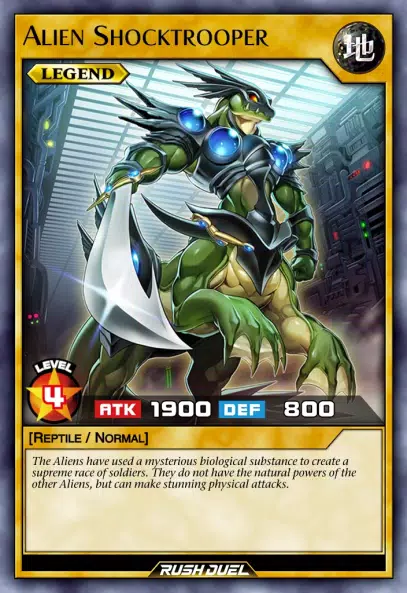 Alien Shocktrooper
地
LEGEND
LEVEL
4
ATK 1900 DEF 800
[Reptile / Normal]
The Aliens have used a mysterious biological substance to create a
supreme race of soldiers. They do not have the natural powers of the
other Aliens, but can make stunning physical attacks.
RUSH DUEL